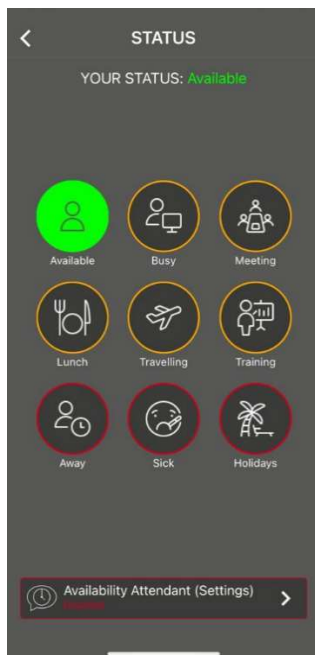 STATUS
YOUR STATUS: Available
Available Busy Meeting
Lunch Travelling Training
Away Sick Holidays
Availability Attendant (Settings)